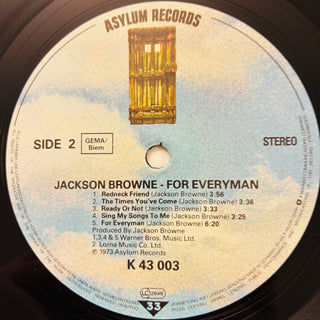 ASYLUM RECORDS
SIDE 2
GEMA/
Biem
STEREO
JACKSON BROWNE - FOR EVERYMAN
1. Redneck Friend (Jackson Browne) 3:56
2. The Times You've Come (Jackson Browne) 3:36
3. Ready Or Not (Jackson Browne) 3:33
4. Sing My Songs To Me (Jackson Browne) 3:25
5. For Everyman (Jackson Browne) 6:20
Produced by Jackson Browne
1,3,4 & 5 Warner Bros. Music Ltd.
2. Lorna Music Co. Ltd.
℗ 1973 Asylum Records
K 43 003
LC 2648
33